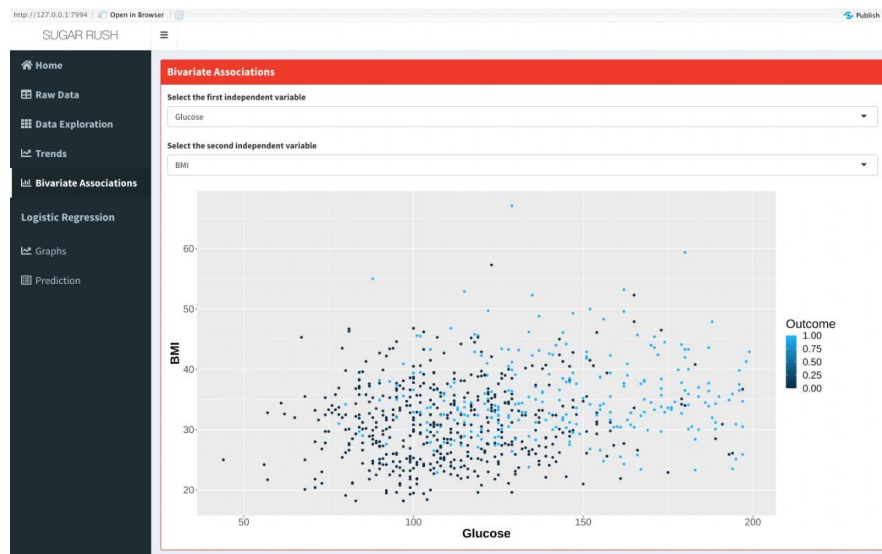 http://127.0.0.1:7994 Open in Browser Publish
SUGAR RUSH
Home
Raw Data
Data Exploration
Trends
Bivariate Associations
Logistic Regression
Graphs
Prediction
Bivariate Associations
Select the first independent variable
Glucose
Select the second independent variable
BMI
60
50
40
30
20
BMI
50 100 150 200
Glucose
Outcome
1.00
0.75
0.50
0.25
0.00